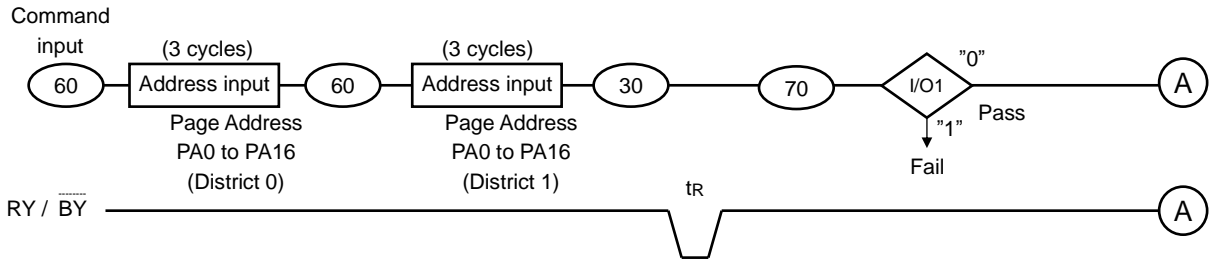 Command
input
(3 cycles)
(3 cycles)
"0"
60
Address input
60
Address input
30
70
I/O1
A
Pass
"1"
Fail
Page Address
PA0 to PA16
(District 0)
Page Address
PA0 to PA16
(District 1)
tR
RY / BY
A